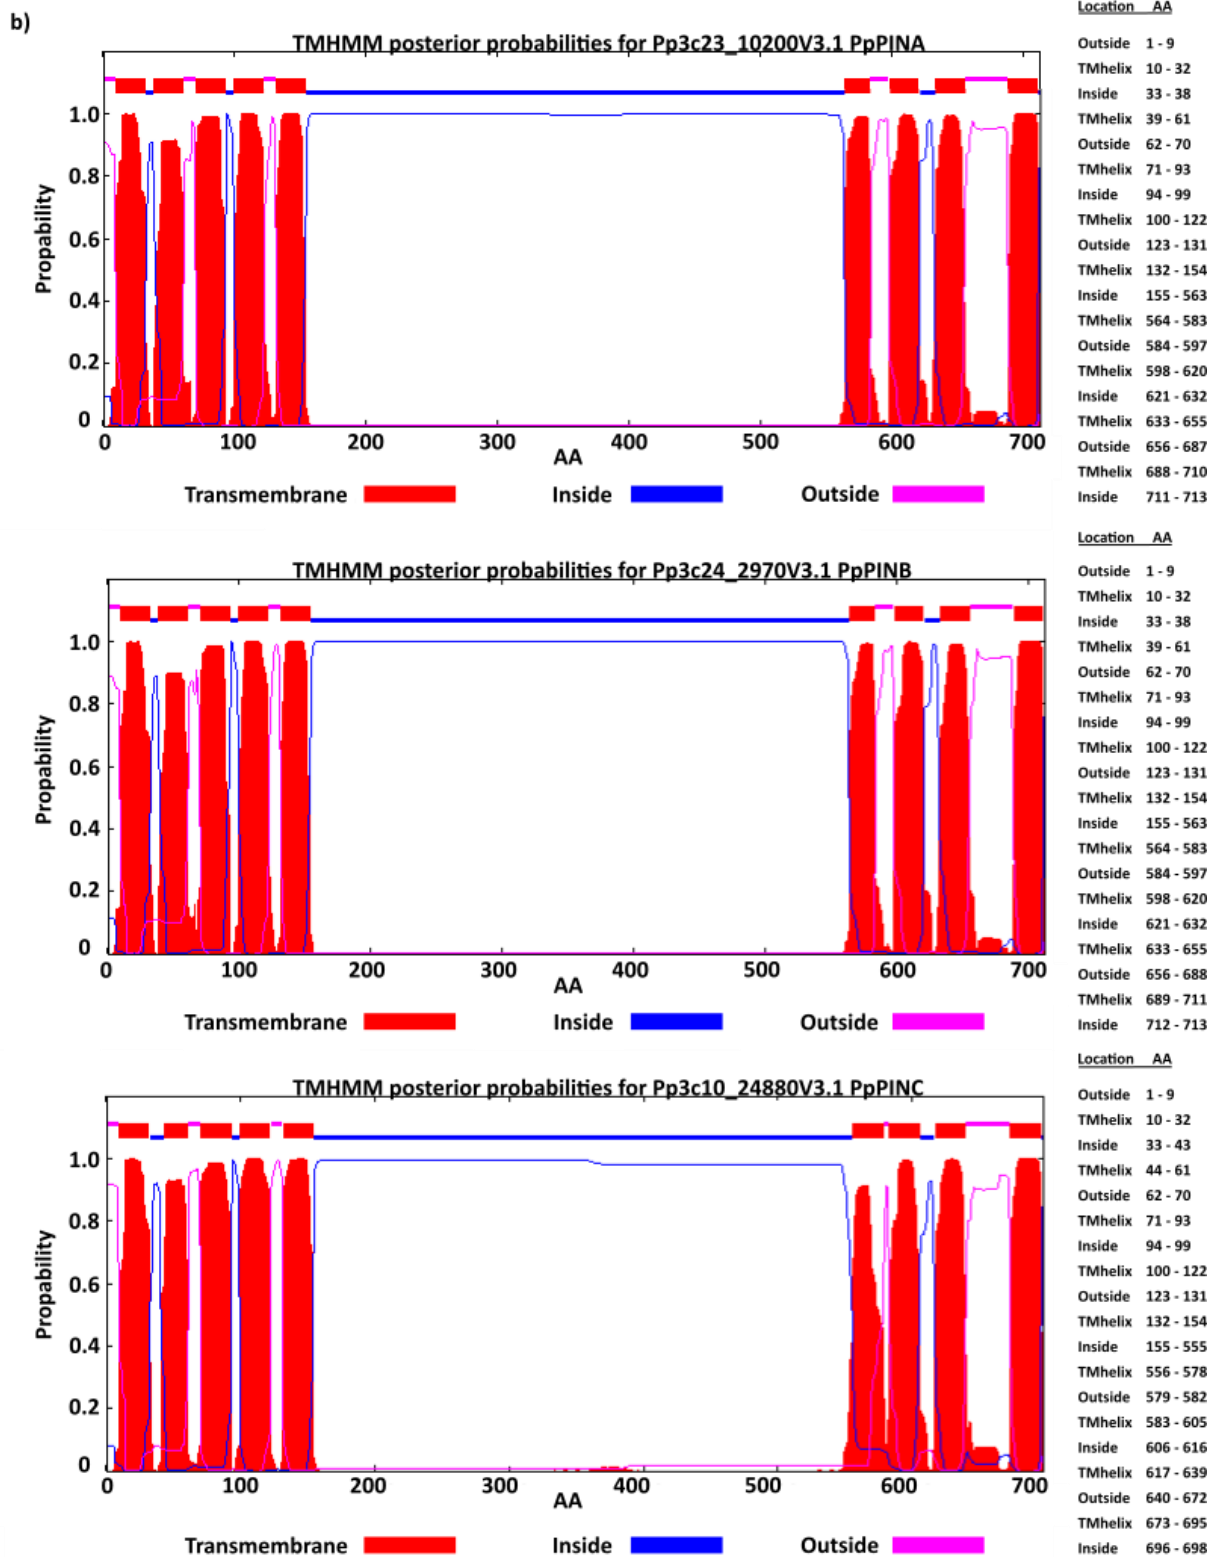 b)
TMHMM posterior probabilities for Pp3c23_10200V3.1 PpPINA
Propability
1.0
0.8
0.6
0.4
0.2
0
0 100 200 300 400 500 600 700
AA
Transmembrane Inside Outside
Location AA
Outside 1 - 9
TMhelix 10 - 32
Inside 33 - 38
TMhelix 39 - 61
Outside 62 - 70
TMhelix 71 - 93
Inside 94 - 99
TMhelix 100 - 122
Outside 123 - 131
TMhelix 132 - 154
Inside 155 - 563
TMhelix 564 - 583
Outside 584 - 597
TMhelix 598 - 620
Inside 621 - 632
TMhelix 633 - 655
Outside 656 - 687
TMhelix 688 - 710
Inside 711 - 713
TMHMM posterior probabilities for Pp3c24_2970V3.1 PpPINB
Propability
1.0
0.8
0.6
0.4
0.2
0
0 100 200 300 400 500 600 700
AA
Transmembrane Inside Outside
Location AA
Outside 1 - 9
TMhelix 10 - 32
Inside 33 - 38
TMhelix 39 - 61
Outside 62 - 70
TMhelix 71 - 93
Inside 94 - 99
TMhelix 100 - 122
Outside 123 - 131
TMhelix 132 - 154
Inside 155 - 563
TMhelix 564 - 583
Outside 584 - 597
TMhelix 598 - 620
Inside 621 - 632
TMhelix 633 - 655
Outside 656 - 688
TMhelix 689 - 711
Inside 712 - 713
TMHMM posterior probabilities for Pp3c10_24880V3.1 PpPINC
Propability
1.0
0.8
0.6
0.4
0.2
0
0 100 200 300 400 500 600 700
AA
Transmembrane Inside Outside
Location AA
Outside 1 - 9
TMhelix 10 - 32
Inside 33 - 43
TMhelix 44 - 61
Outside 62 - 70
TMhelix 71 - 93
Inside 94 - 99
TMhelix 100 - 122
Outside 123 - 131
TMhelix 132 - 154
Inside 155 - 555
TMhelix 556 - 578
Outside 579 - 582
TMhelix 583 - 605
Inside 606 - 616
TMhelix 617 - 639
Outside 640 - 672
TMhelix 673 - 695
Inside 696 - 698